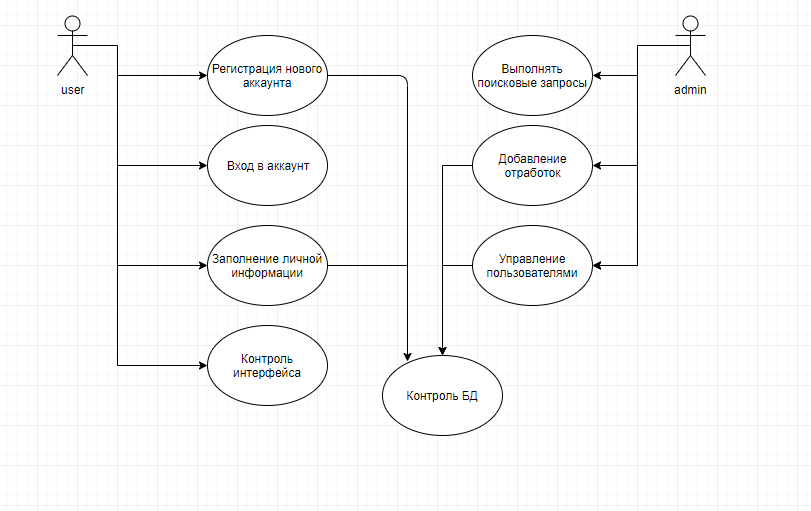 user
Регистрация нового
аккаунта
Вход в аккаунт
Заполнение личной
информации
Контроль
интерфейса
Выполнять
поисковые запросы
admin
Добавление
отработок
Управление
пользователями
Контроль БД